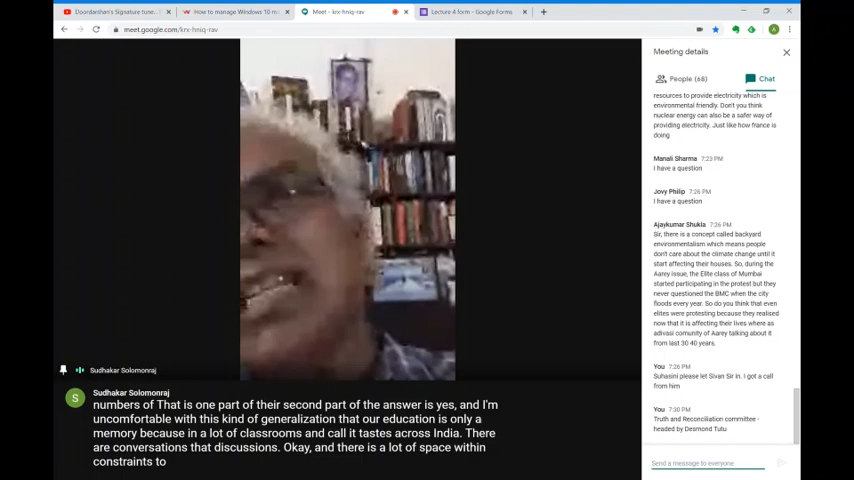 Doordarshan's Signature tune...
How to manage Windows 10 m
Meet - krx-hniq-rav
Lecture 4 form - Google Forms
meet.google.com/krx-hniq-rav
A
Meeting details
People (68)
Chat
resources to provide electricity which is
environmental friendly. Don't you think
nuclear energy can also be a safer way of
providing electricity. Just like how france is
doing
Manali Sharma 7:23 PM
I have a question
Jovy Philip 7:26 PM
I have a question
Ajaykumar Shukla 7:26 PM
Sir, there is a concept called backyard
environmentalism which means people
don't care about the climate change until it
start affecting their houses. So, during the
Aarey issue, the Elite class of Mumbai
started participating in the protest but they
never questioned the BMC when the city
floods every year. So do you think that even
elites were protesting because they realised
now that it is affecting their lives where as
adivasi comunity of Aarey talking about it
from last 30 40 years.
You 7:26 PM
Suhasini please let Sivan Sir in. I got a call
from him
You 7:30 PM
Truth and Reconciliation committee -
headed by Desmond Tutu
Send a message to everyone
Sudhakar Solomonraj
S
Sudhakar Solomonraj
numbers of That is one part of their second part of the answer is yes, and I'm
uncomfortable with this kind of generalization that our education is only a
memory because in a lot of classrooms and call it tastes across India. There
are conversations that discussions. Okay, and there is a lot of space within
constraints to